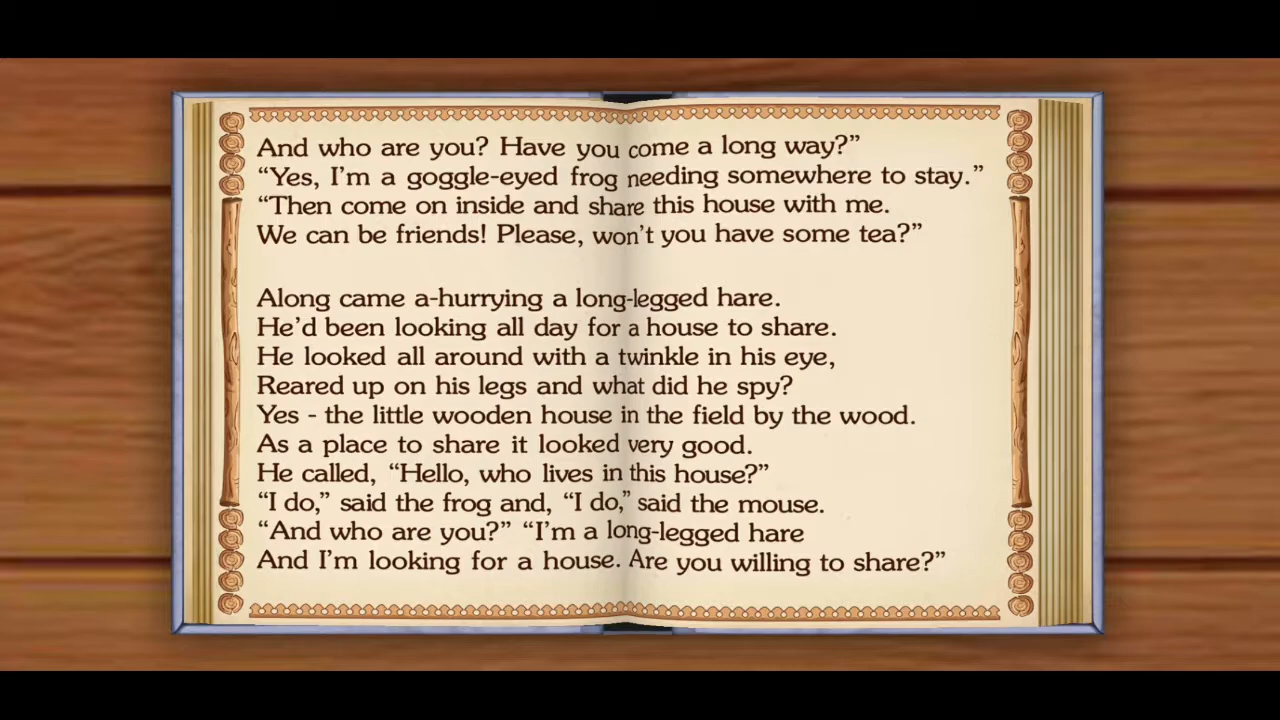 And who are you? Have you come a long way?”
“Yes, I’m a goggle-eyed frog needing somewhere to stay.”
“Then come on inside and share this house with me.
We can be friends! Please, won’t you have some tea?”
Along came a-hurrying a long-legged hare.
He’d been looking all day for a house to share.
He looked all around with a twinkle in his eye,
Reared up on his legs and what did he spy?
Yes - the little wooden house in the field by the wood.
As a place to share it looked very good.
He called, “Hello, who lives in this house?”
“I do,” said the frog and, “I do,” said the mouse.
“And who are you?” “I’m a long-legged hare
And I’m looking for a house. Are you willing to share?”